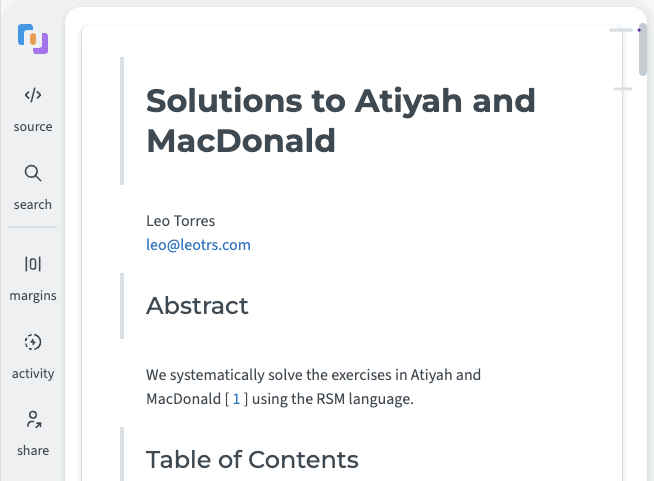 source
search
margins
activity
share
Solutions to Atiyah and
MacDonald
Leo Torres
leo@leotrs.com
Abstract
We systematically solve the exercises in Atiyah and
MacDonald [ 1 ] using the RSM language.
Table of Contents